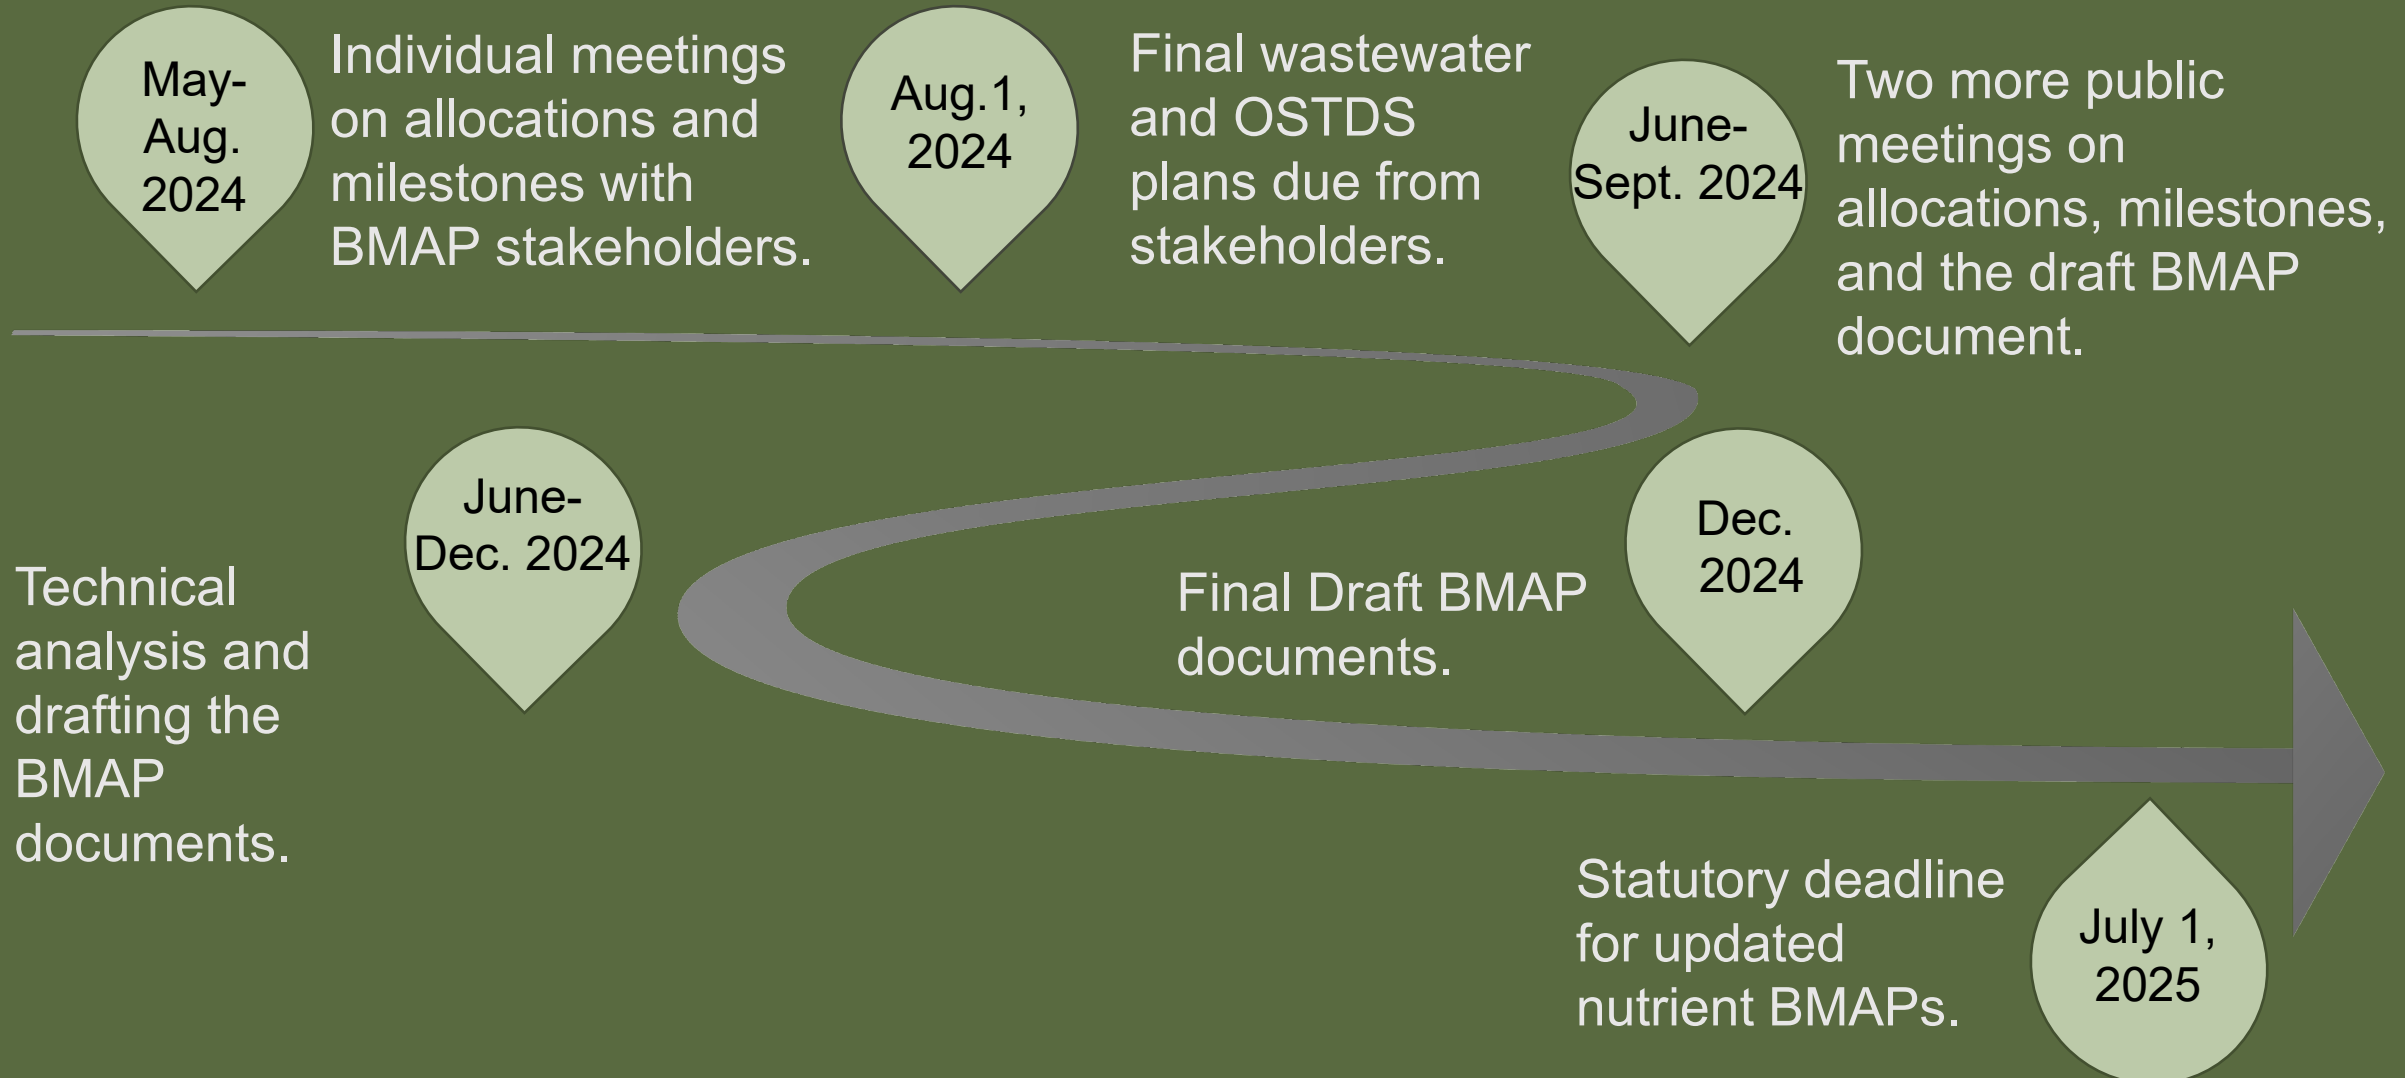 May-
Aug.
2024
Individual meetings
on allocations and
milestones with
BMAP stakeholders.
Aug.1,
2024
Final wastewater
and OSTDS
plans due from
stakeholders.
June-
Sept. 2024
Two more public
meetings on
allocations, milestones,
and the draft BMAP
document.
June-
Dec. 2024
Technical
analysis and
drafting the
BMAP
documents.
Dec.
2024
Final Draft BMAP
documents.
July 1,
2025
Statutory deadline
for updated
nutrient BMAPs.